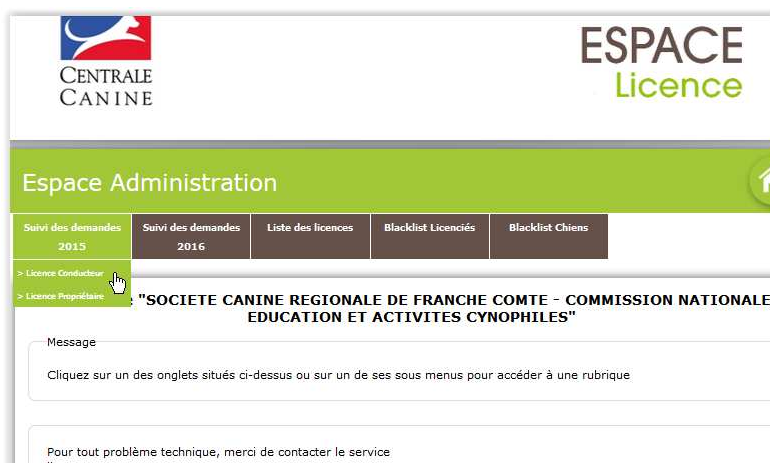 CENTRALE
CANINE
ESPACE
Licence
Espace Administration
Suivi des demandes
2015
Suivi des demandes
2016
Liste des licences
Blacklist Licenciés
Blacklist Chiens
> Licence Conducteur
> Licence Propriétaire
"SOCIETE CANINE REGIONALE DE FRANCHE COMTE - COMMISSION NATIONALE
EDUCATION ET ACTIVITES CYNOPHILES"
Message
Cliquez sur un des onglets situés ci-dessus ou sur un de ses sous menus pour accéder à une rubrique
Pour tout problème technique, merci de contacter le service